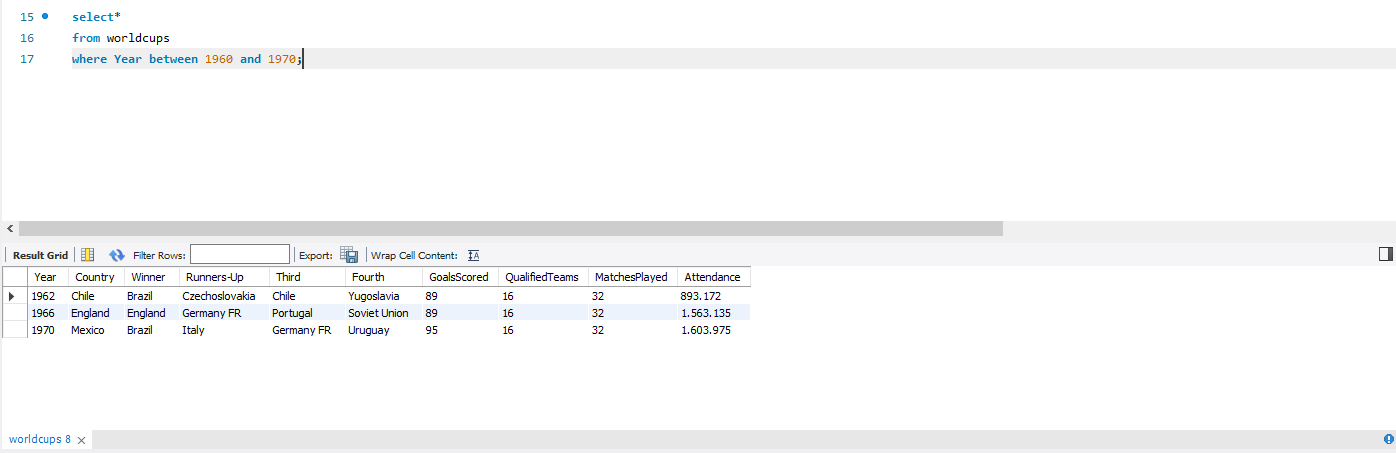 15 select*
16 from worldcups
17 where Year between 1960 and 1970;
Result Grid Filter Rows: Export: Wrap Cell Content:
Year Country Winner Runners-Up Third Fourth GoalsScored QualifiedTeams MatchesPlayed Attendance
1962 Chile Brazil Czechoslovakia Chile Yugoslavia 89 16 32 893.172
1966 England England Germany FR Portugal Soviet Union 89 16 32 1.563.135
1970 Mexico Brazil Italy Germany FR Uruguay 95 16 32 1.603.975
worldcups 8